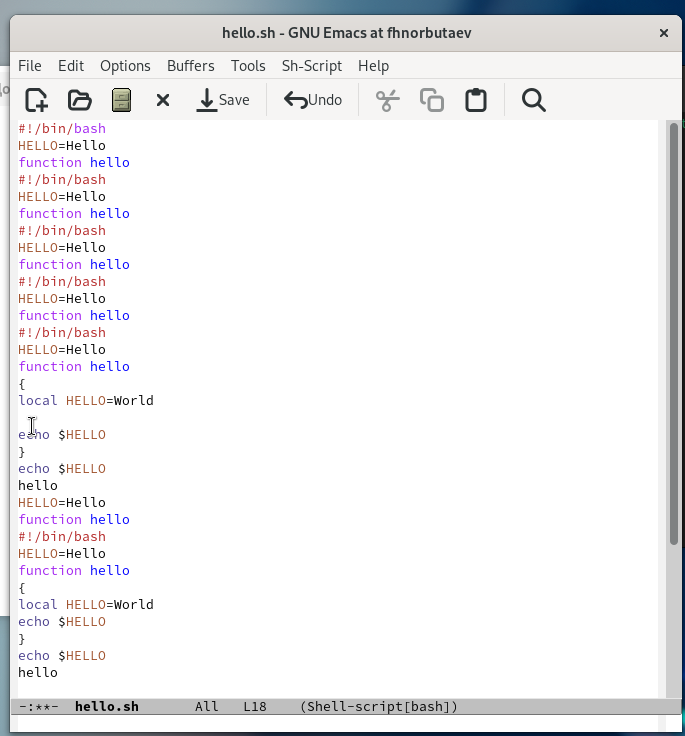 hello.sh - GNU Emacs at fhnorbutaev
File Edit Options Buffers Tools Sh-Script Help
Save Undo
#!/bin/bash
HELLO=Hello
function hello
#!/bin/bash
HELLO=Hello
function hello
#!/bin/bash
HELLO=Hello
function hello
#!/bin/bash
HELLO=Hello
function hello
#!/bin/bash
HELLO=Hello
function hello
{
local HELLO=World
echo $HELLO
}
echo $HELLO
hello
HELLO=Hello
function hello
#!/bin/bash
HELLO=Hello
function hello
{
local HELLO=World
echo $HELLO
}
echo $HELLO
hello
-:**- hello.sh All L18 (Shell-script[bash])